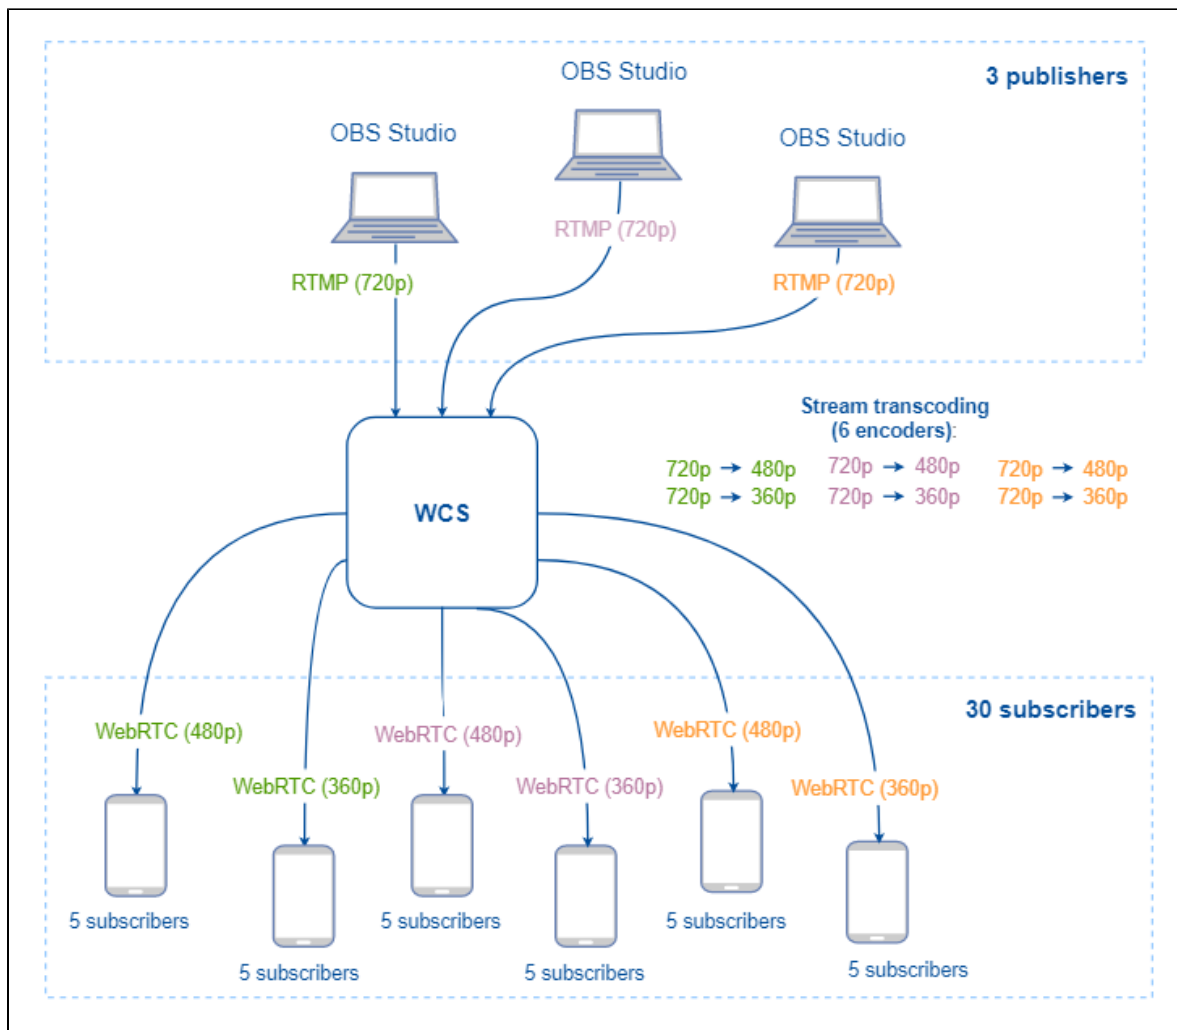 OBS Studio
3 publishers
OBS Studio
OBS Studio
RTMP (720p)
RTMP (720p)
RTMP (720p)
Stream transcoding
(6 encoders):
720p → 480p
720p → 360p
720p → 480p
720p → 360p
720p → 480p
720p → 360p
WCS
30 subscribers
WebRTC (480p)
WebRTC (480p)
WebRTC (480p)
WebRTC (360p)
WebRTC (360p)
WebRTC (360p)
5 subscribers
5 subscribers
5 subscribers
5 subscribers
5 subscribers
5 subscribers